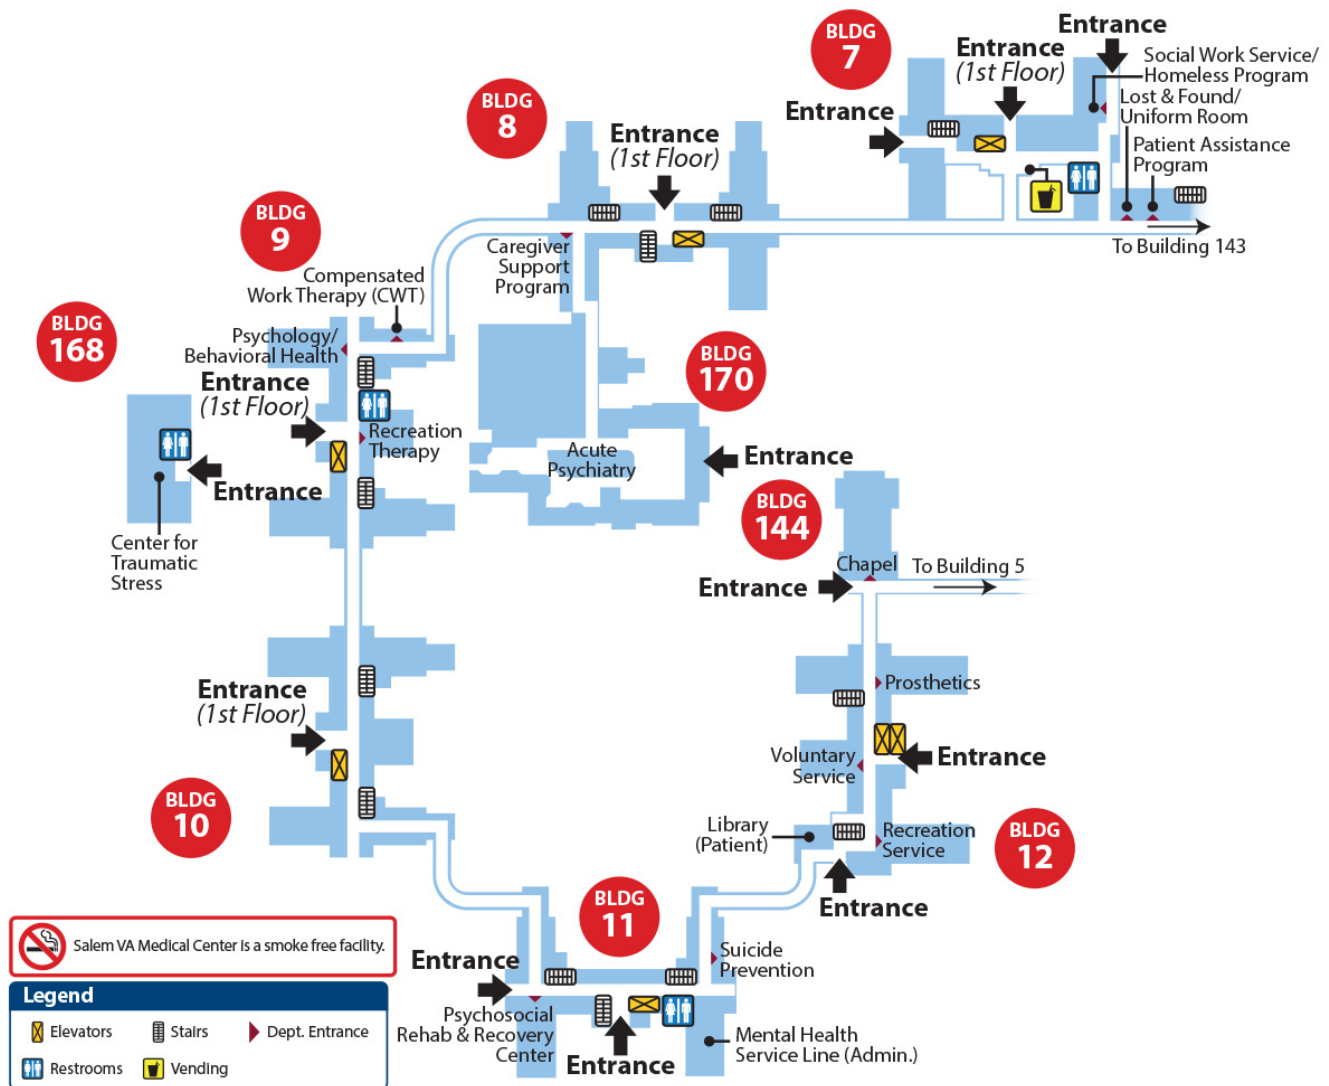 BLDG
7
Entrance
Entrance
(1st Floor)
Social Work Service/
Homeless Program
Lost & Found/
Uniform Room
Entrance
Patient Assistance
Program
To Building 143
BLDG
8
Entrance
(1st Floor)
Caregiver
Support
Program
BLDG
9
Compensated
Work Therapy (CWT)
Psychology/
Behavioral Health
Entrance
(1st Floor)
Recreation
Therapy
BLDG
168
Entrance
Center for
Traumatic
Stress
BLDG
170
Acute
Psychiatry
Entrance
BLDG
144
Chapel
To Building 5
Entrance
Entrance
(1st Floor)
BLDG
10
Prosthetics
Voluntary
Service
Entrance
Library
(Patient)
Recreation
Service
BLDG
12
Entrance
BLDG
11
Entrance
Suicide
Prevention
Psychosocial
Rehab & Recovery
Center
Entrance
Mental Health
Service Line (Admin.)
Salem VA Medical Center is a smoke free facility.
Legend
Elevators
Stairs
Dept. Entrance
Restrooms
Vending